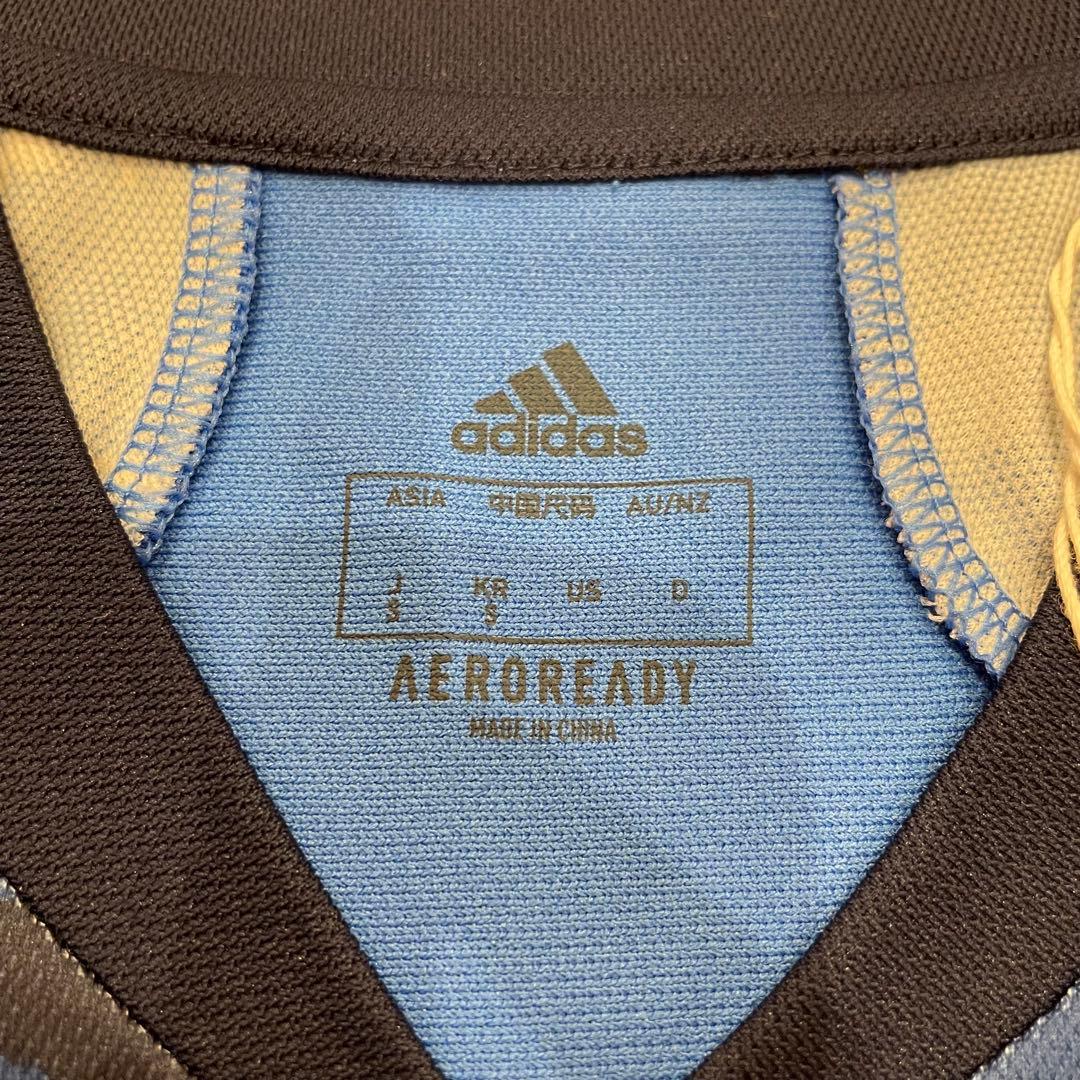 adidas
ASIA 中国尺码 AU/NZ
J KR US D
S S
AEROREADY
MADE IN CHINA